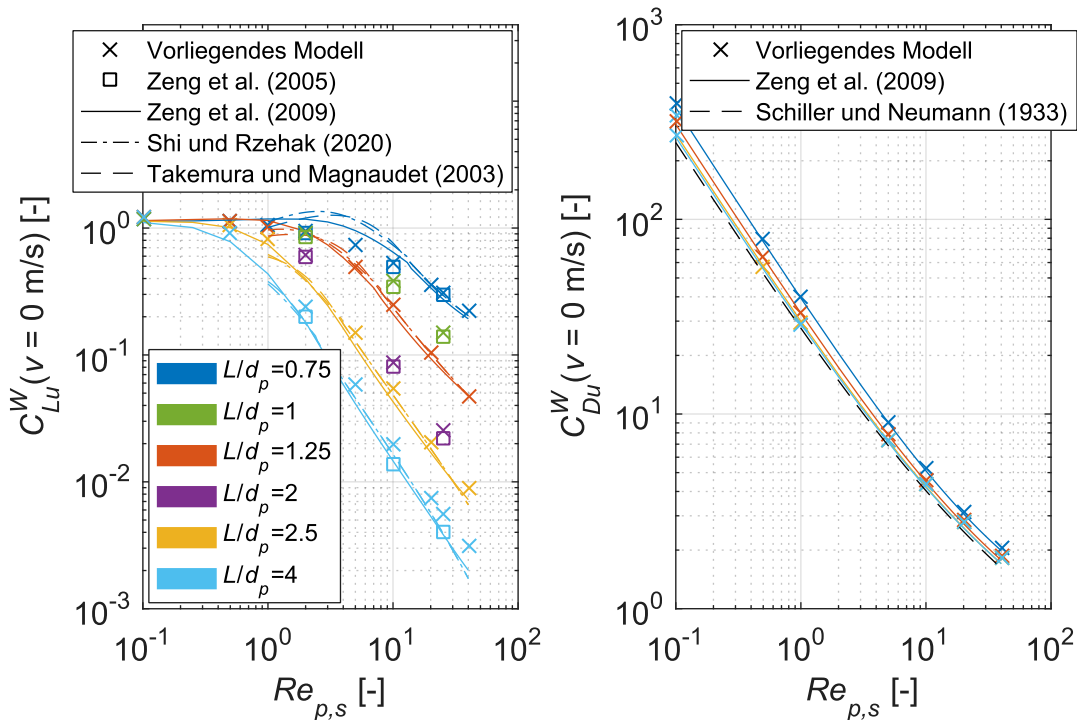 Vorliegendes Modell
Zeng et al. (2005)
Zeng et al. (2009)
Shi und Rzehak (2020)
Takemura und Magnaudet (2003)
10^0
10^-1
10^-2
10^-3
C^W_Lu(v = 0 m/s) [-]
L/d_p=0.75
L/d_p=1
L/d_p=1.25
L/d_p=2
L/d_p=2.5
L/d_p=4
10^-1 10^0 10^1 10^2
Re_p,s [-]
Vorliegendes Modell
Zeng et al. (2009)
Schiller und Neumann (1933)
10^3
10^2
10^1
10^0
C^W_Du(v = 0 m/s) [-]
10^-1 10^0 10^1 10^2
Re_p,s [-]